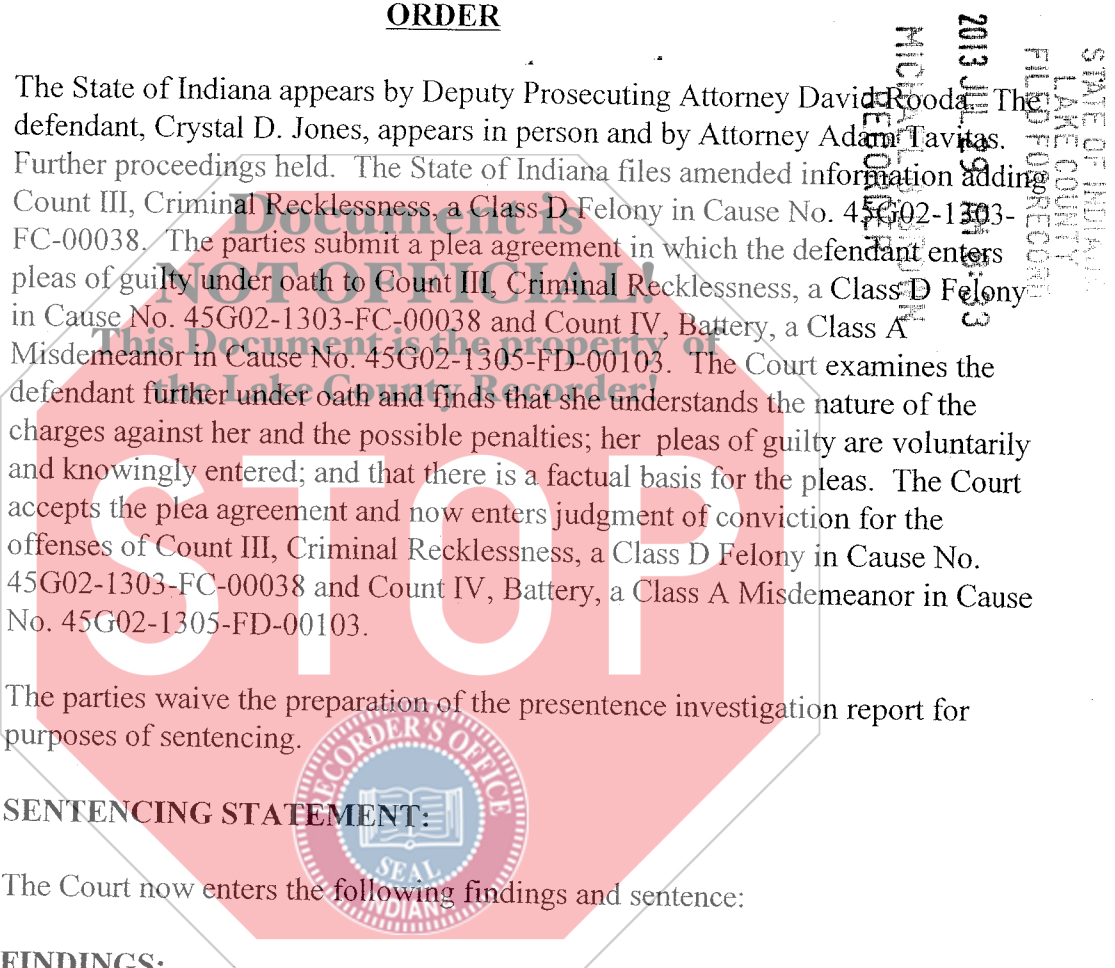 ORDER
The State of Indiana appears by Deputy Prosecuting Attorney David Rooda. The
defendant, Crystal D. Jones, appears in person and by Attorney Adam Tavitas.
Further proceedings held. The State of Indiana files amended information adding
Count III, Criminal Recklessness, a Class D Felony in Cause No. 45G02-1303-
FC-00038. The parties submit a plea agreement in which the defendant enters
pleas of guilty under oath to Count III, Criminal Recklessness, a Class D Felony
in Cause No. 45G02-1303-FC-00038 and Count IV, Battery, a Class A
Misdemeanor in Cause No. 45G02-1305-FD-00103. The Court examines the
defendant further under oath and finds that she understands the nature of the
charges against her and the possible penalties; her pleas of guilty are voluntarily
and knowingly entered; and that there is a factual basis for the pleas. The Court
accepts the plea agreement and now enters judgment of conviction for the
offenses of Count III, Criminal Recklessness, a Class D Felony in Cause No.
45G02-1303-FC-00038 and Count IV, Battery, a Class A Misdemeanor in Cause
No. 45G02-1305-FD-00103.
The parties waive the preparation of the presentence investigation report for
purposes of sentencing.
SENTENCING STATEMENT:
The Court now enters the following findings and sentence:
FINDINGS:
Document is
NOT OFFICIAL!
This Document is the property of
the Lake County Recorder!
STOP
RECORDER'S OFFICE
SEAL
INDIANA
STATE OF INDIANA
LAKE COUNTY
FILED FOR RECORD
2013 JUL 29
RECORDER